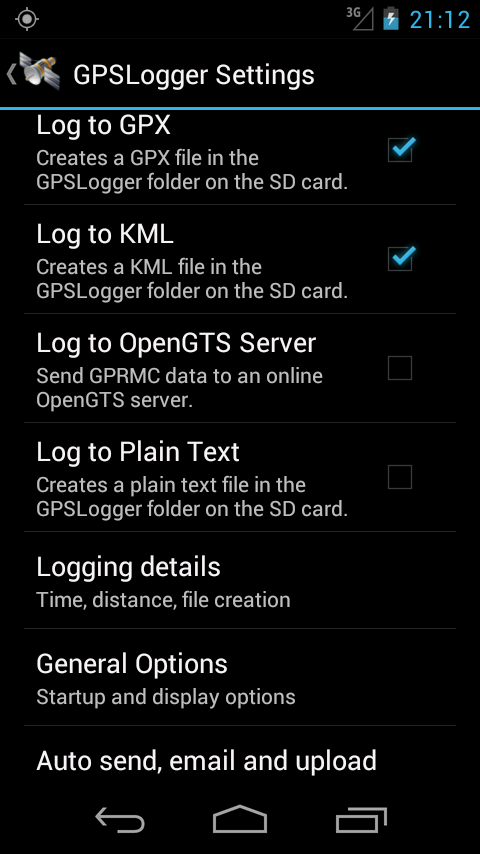 3G 21:12
GPSLogger Settings
Log to GPX
Creates a GPX file in the
GPSLogger folder on the SD card.
Log to KML
Creates a KML file in the
GPSLogger folder on the SD card.
Log to OpenGTS Server
Send GPRMC data to an online
OpenGTS server.
Log to Plain Text
Creates a plain text file in the
GPSLogger folder on the SD card.
Logging details
Time, distance, file creation
General Options
Startup and display options
Auto send, email and upload